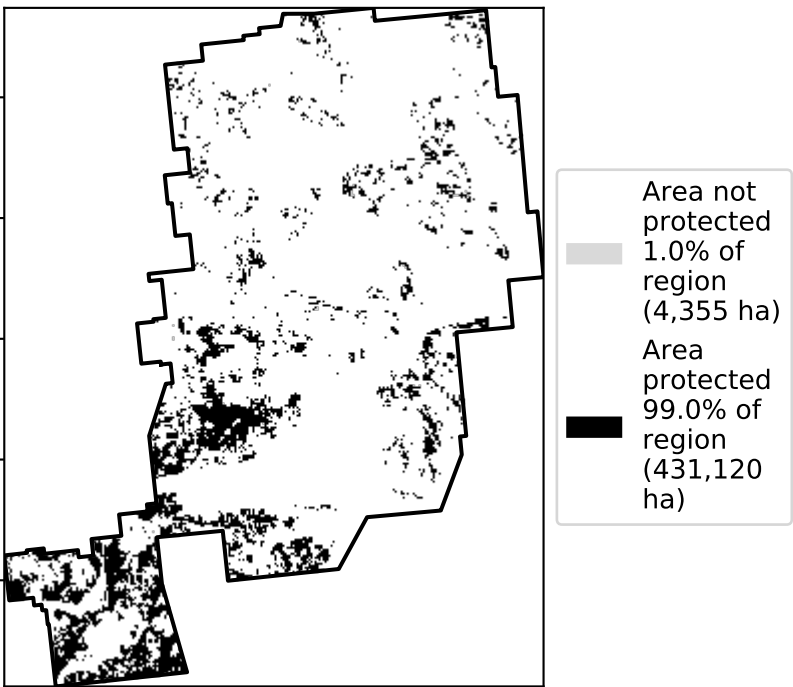 Area not
protected
1.0% of
region
(4,355 ha)
Area
protected
99.0% of
region
(431,120
ha)